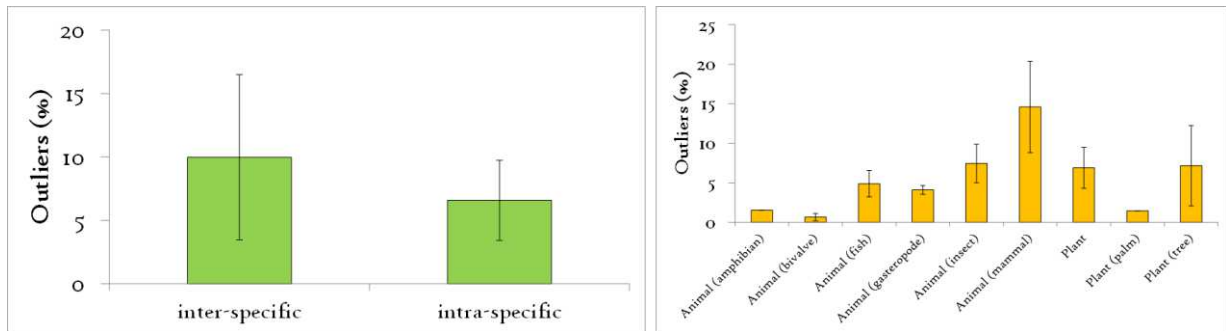 20
15
10
5
0
Outliers (%)
inter-specific
intra-specific
25
20
15
10
5
0
Outliers (%)
Animal (amphibian)
Animal (bivalve)
Animal (fish)
Animal (gasteropode)
Animal (insect)
Animal (mammal)
Plant
Plant (palm)
Plant (tree)